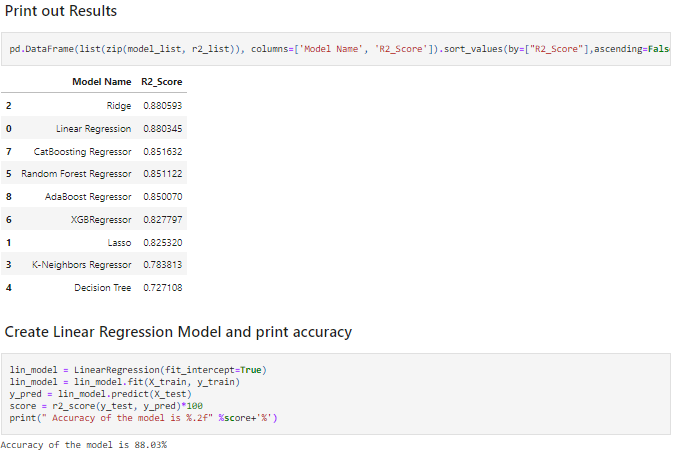 Print out Results
pd.DataFrame(list(zip(model_list, r2_list)), columns=['Model Name', 'R2_Score']).sort_values(by=["R2_Score"],ascending=Fals
Model Name R2_Score
2 Ridge 0.880593
0 Linear Regression 0.880345
7 CatBoosting Regressor 0.851632
5 Random Forest Regressor 0.851122
8 AdaBoost Regressor 0.850070
6 XGBRegressor 0.827797
1 Lasso 0.825320
3 K-Neighbors Regressor 0.783813
4 Decision Tree 0.727108
Create Linear Regression Model and print accuracy
lin_model = LinearRegression(fit_intercept=True)
lin_model = lin_model.fit(X_train, y_train)
y_pred = lin_model.predict(X_test)
score = r2_score(y_test, y_pred)*100
print(" Accuracy of the model is %.2f" %score+'%')
Accuracy of the model is 88.03%